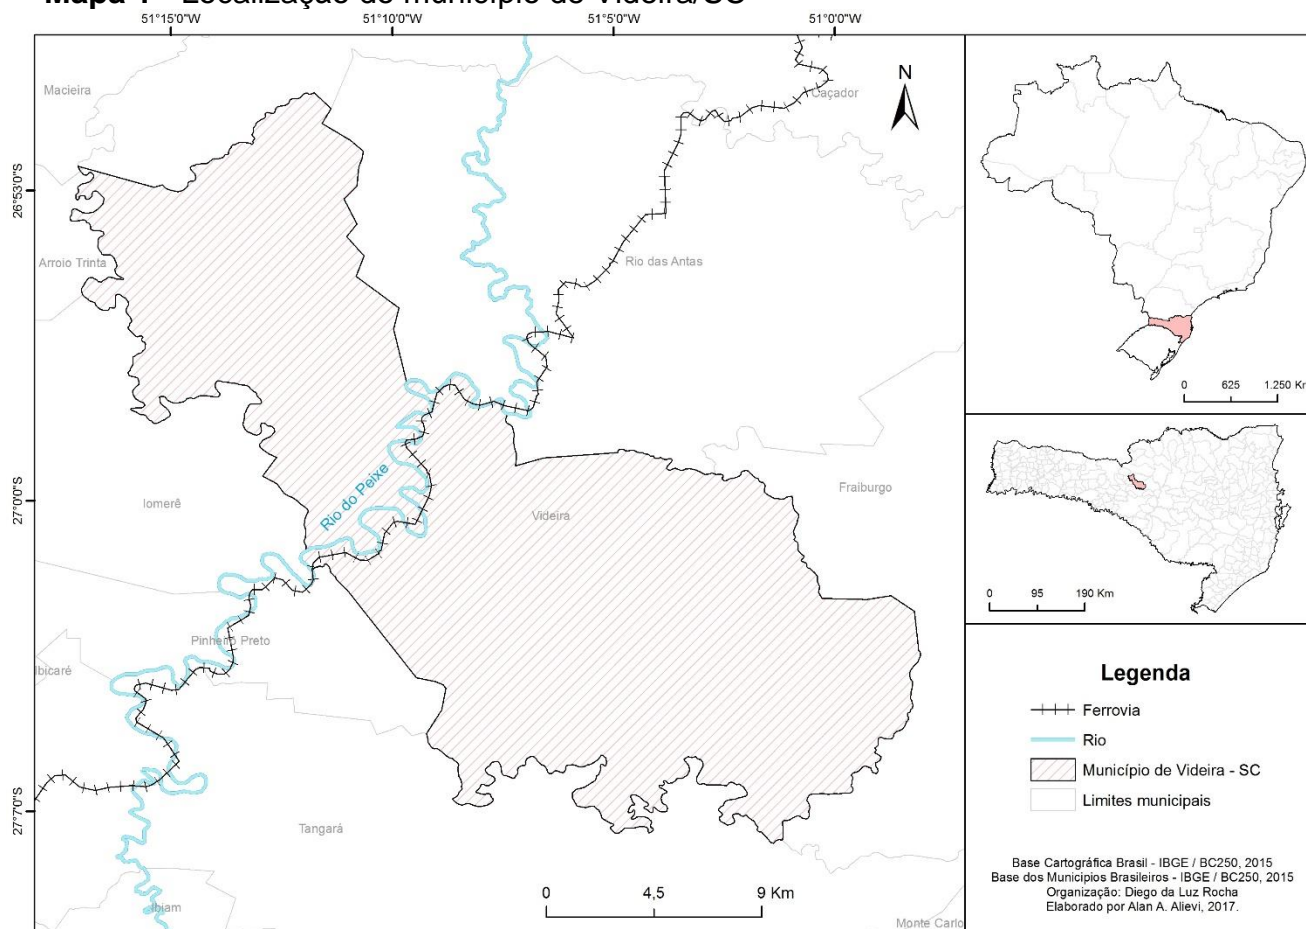 Mapa 1 - Localização do município de Videira/SC
51°15'0"W
51°10'0"W
51°5'0"W
51°0'0"W
Macieira
Caçador
N
26°53'0"S
Arroio Trinta
Rio das Antas
Rio do Peixe
Iomerê
Videira
Fraiburgo
27°0'0"S
Pinheiro Preto
Ibicaré
27°7'0"S
Tangará
Ibiam
Monte Carlo
0 4,5 9 Km
0 625 1.250 Km
0 95 190 Km
Legenda
Ferrovia
Rio
Município de Videira - SC
Limites municipais
Base Cartográfica Brasil - IBGE / BC250, 2015
Base dos Municipios Brasileiros - IBGE / BC250, 2015
Organização: Diego da Luz Rocha
Elaborado por Alan A. Alievi, 2017.